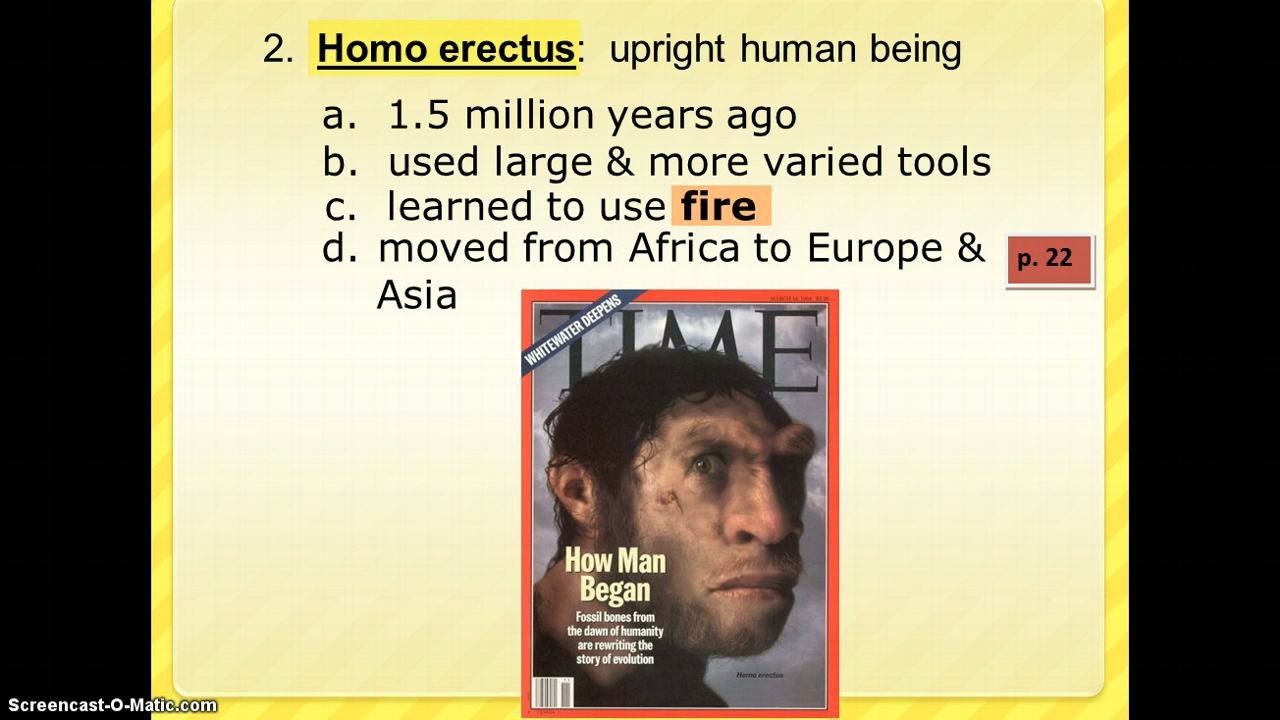 2. Homo erectus: upright human being
a. 1.5 million years ago
b. used large & more varied tools
c. learned to use fire
d. moved from Africa to Europe &
Asia
p. 22
WHITEWATER DEEPENS
TIME
How Man
Began
Fossil bones from
the dawn of humanity
are rewriting the
story of evolution
Homo erectus
Screencast-O-Matic.com